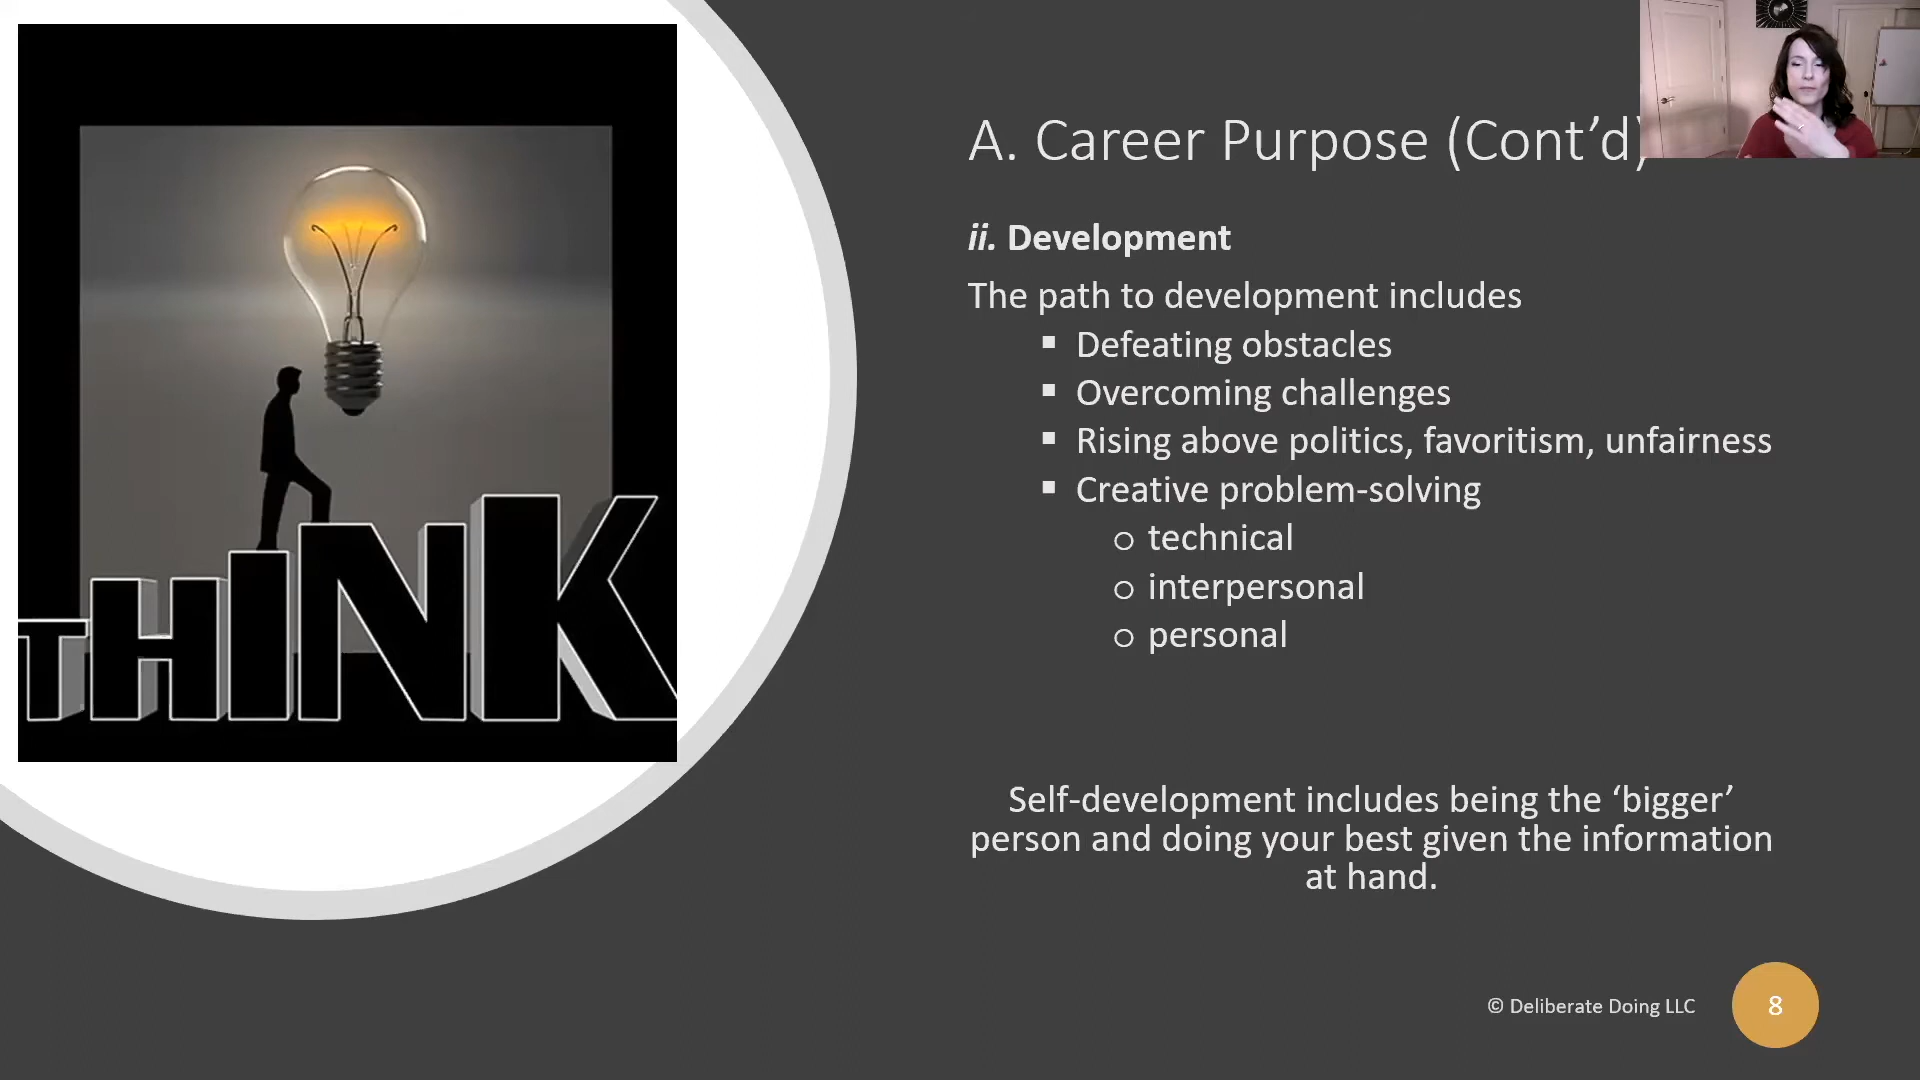 THINK
A. Career Purpose (Cont’d)
ii. Development
The path to development includes
▪ Defeating obstacles
▪ Overcoming challenges
▪ Rising above politics, favoritism, unfairness
▪ Creative problem-solving
o technical
o interpersonal
o personal
Self-development includes being the ‘bigger’
person and doing your best given the information
at hand.
© Deliberate Doing LLC
8